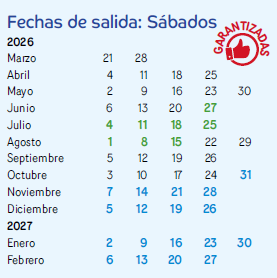 Fechas de salida: Sábados
GARANTIZADAS
2026
Marzo 21 28
Abril 4 11 18 25
Mayo 2 9 16 23 30
Junio 6 13 20 27
Julio 4 11 18 25
Agosto 1 8 15 22 29
Septiembre 5 12 19 26
Octubre 3 10 17 24 31
Noviembre 7 14 21 28
Diciembre 5 12 19 26
2027
Enero 2 9 16 23 30
Febrero 6 13 20 27